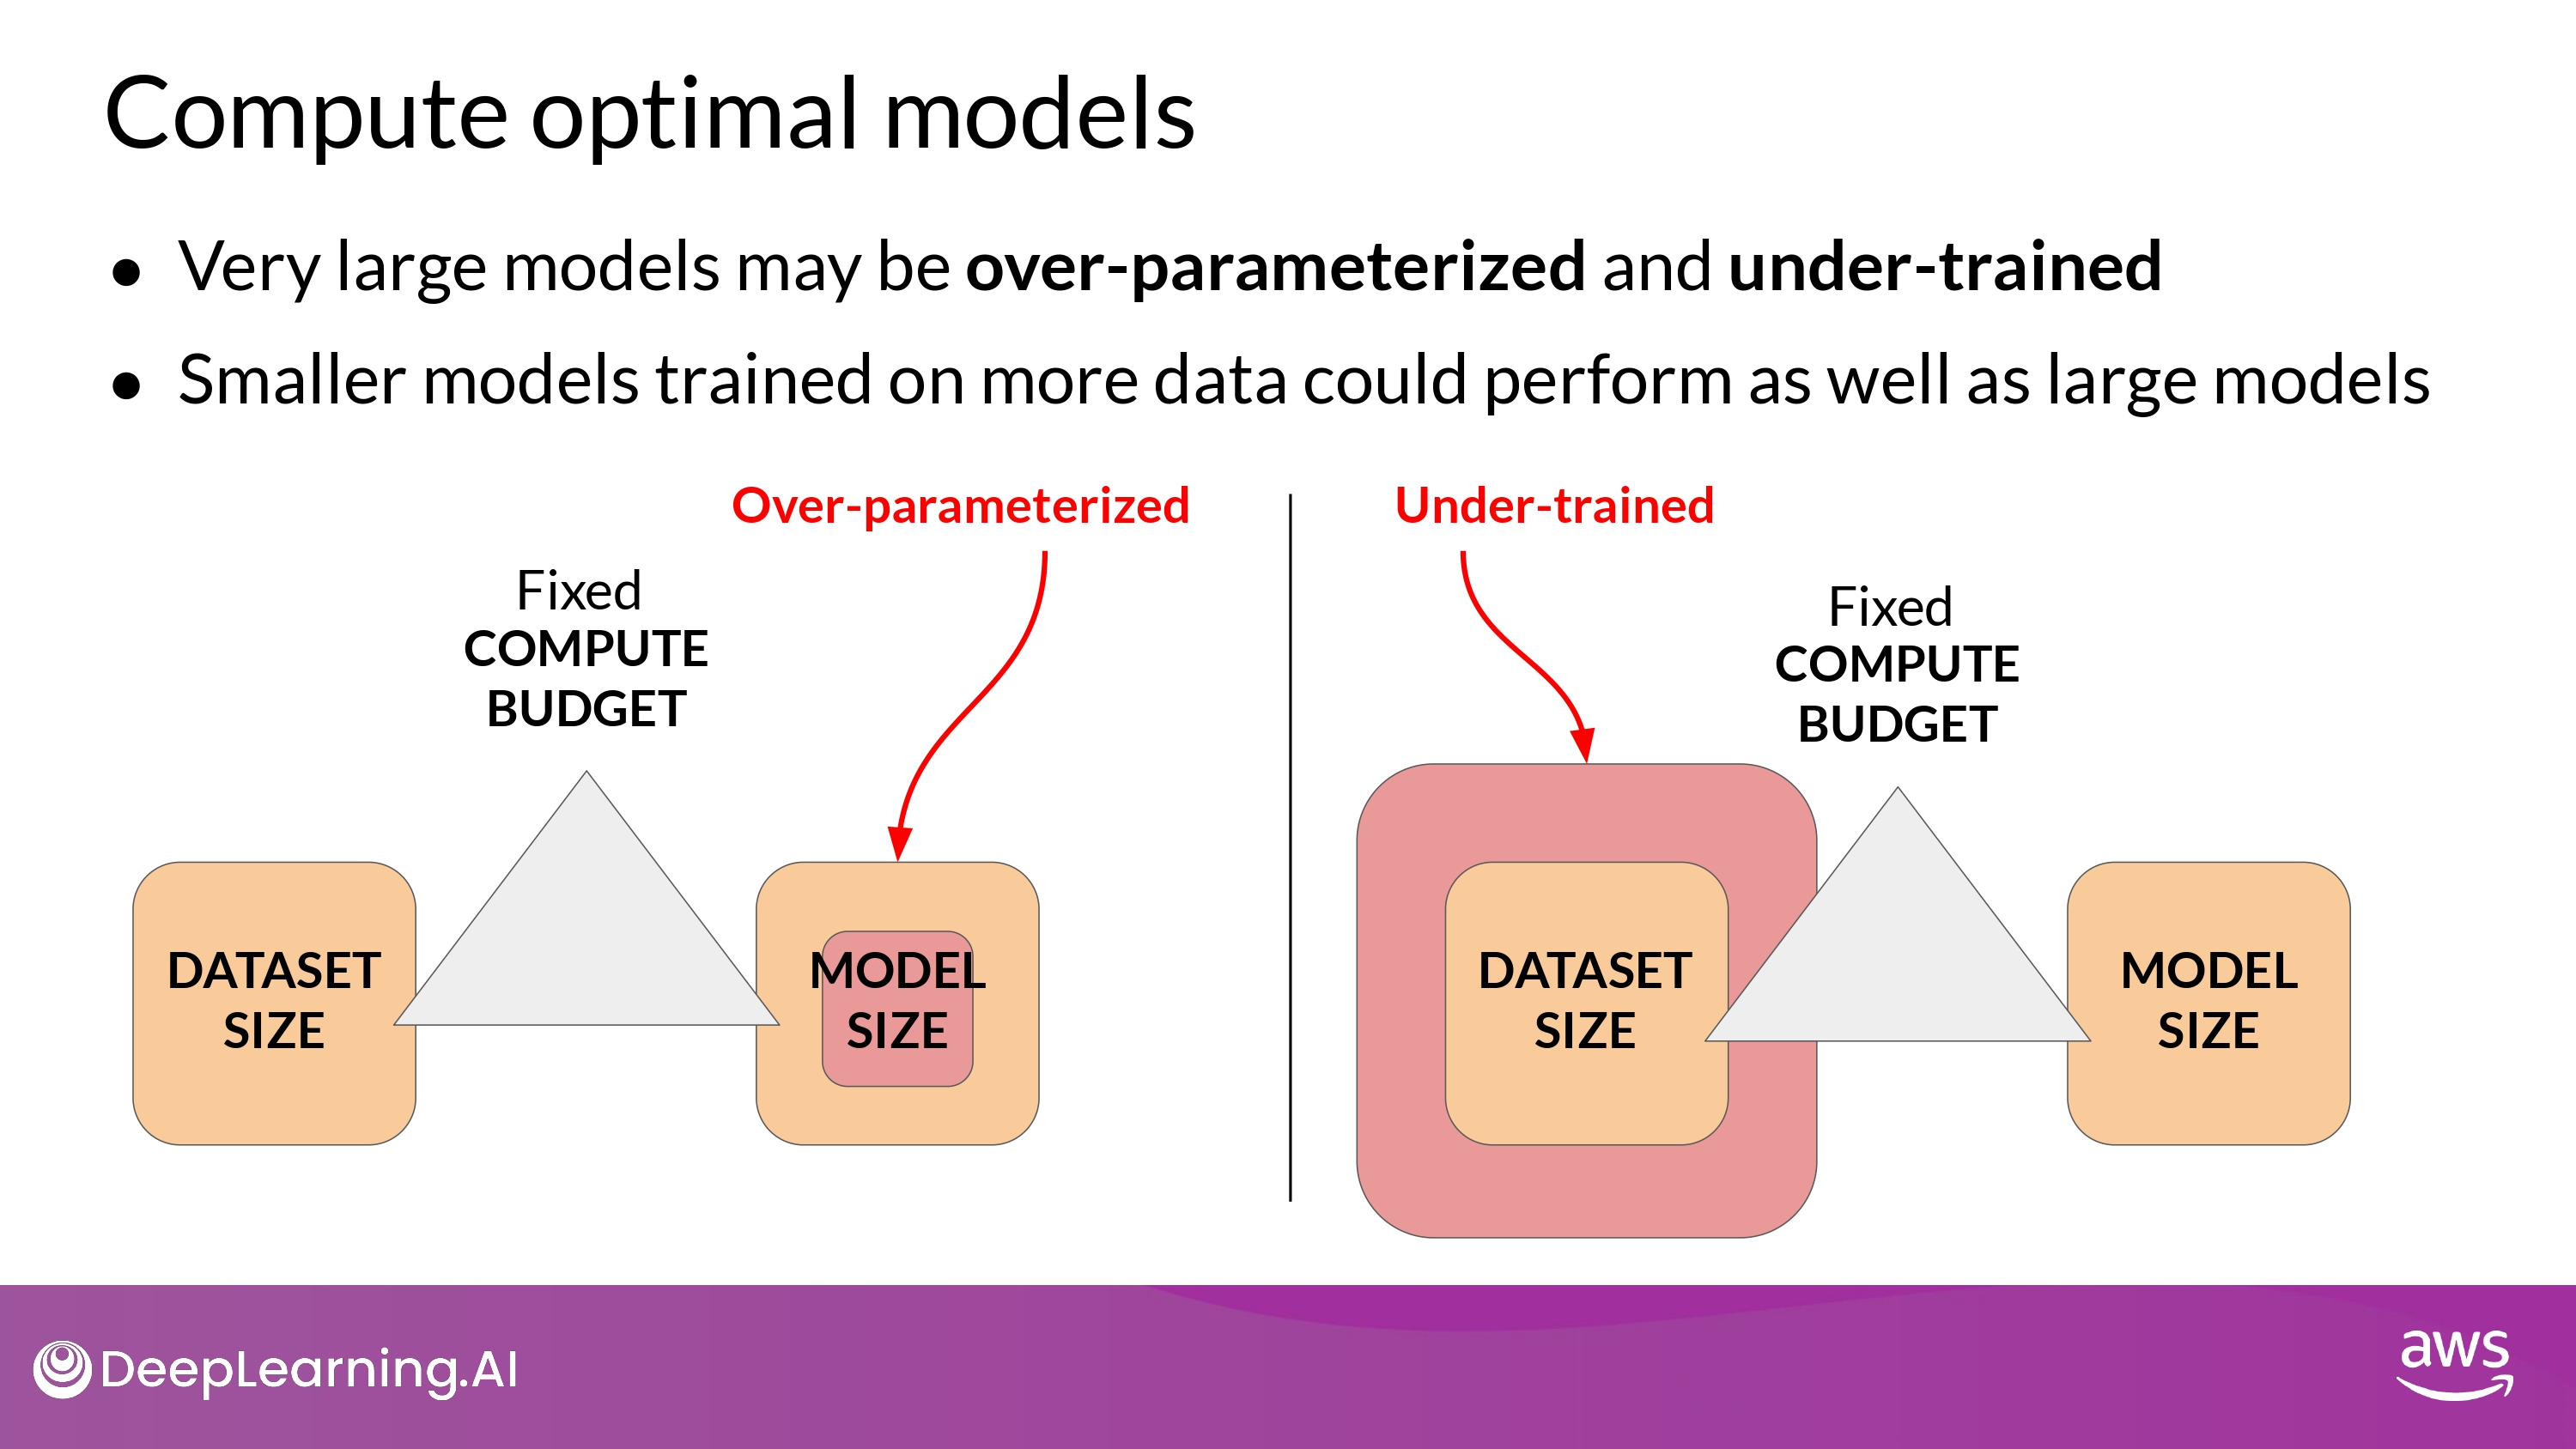 Compute optimal models
● Very large models may be over-parameterized and under-trained
● Smaller models trained on more data could perform as well as large models
Over-parameterized
Fixed
COMPUTE
BUDGET
DATASET
SIZE
MODEL
SIZE
Under-trained
Fixed
COMPUTE
BUDGET
DATASET
SIZE
MODEL
SIZE
DeepLearning.AI
aws